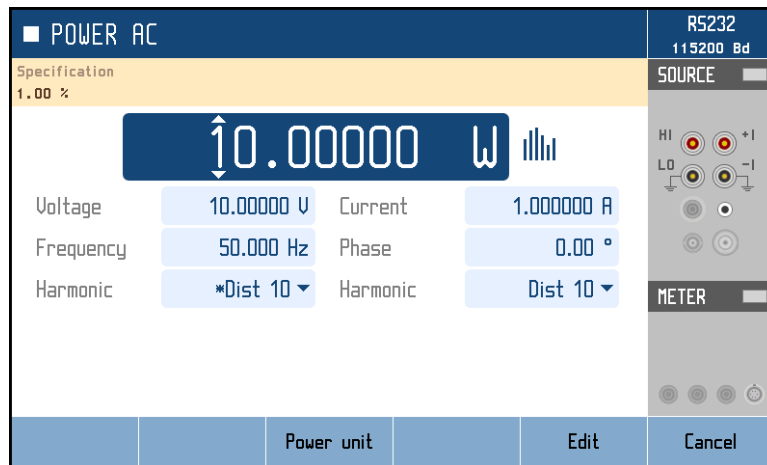 ■ POWER AC
RS232
115200 Bd
Specification
1.00 %
SOURCE
10.00000 W
HI +I
LO -I
Voltage 10.00000 V Current 1.000000 A
Frequency 50.000 Hz Phase 0.00 °
Harmonic *Dist 10 Harmonic Dist 10
METER
Power unit Edit Cancel